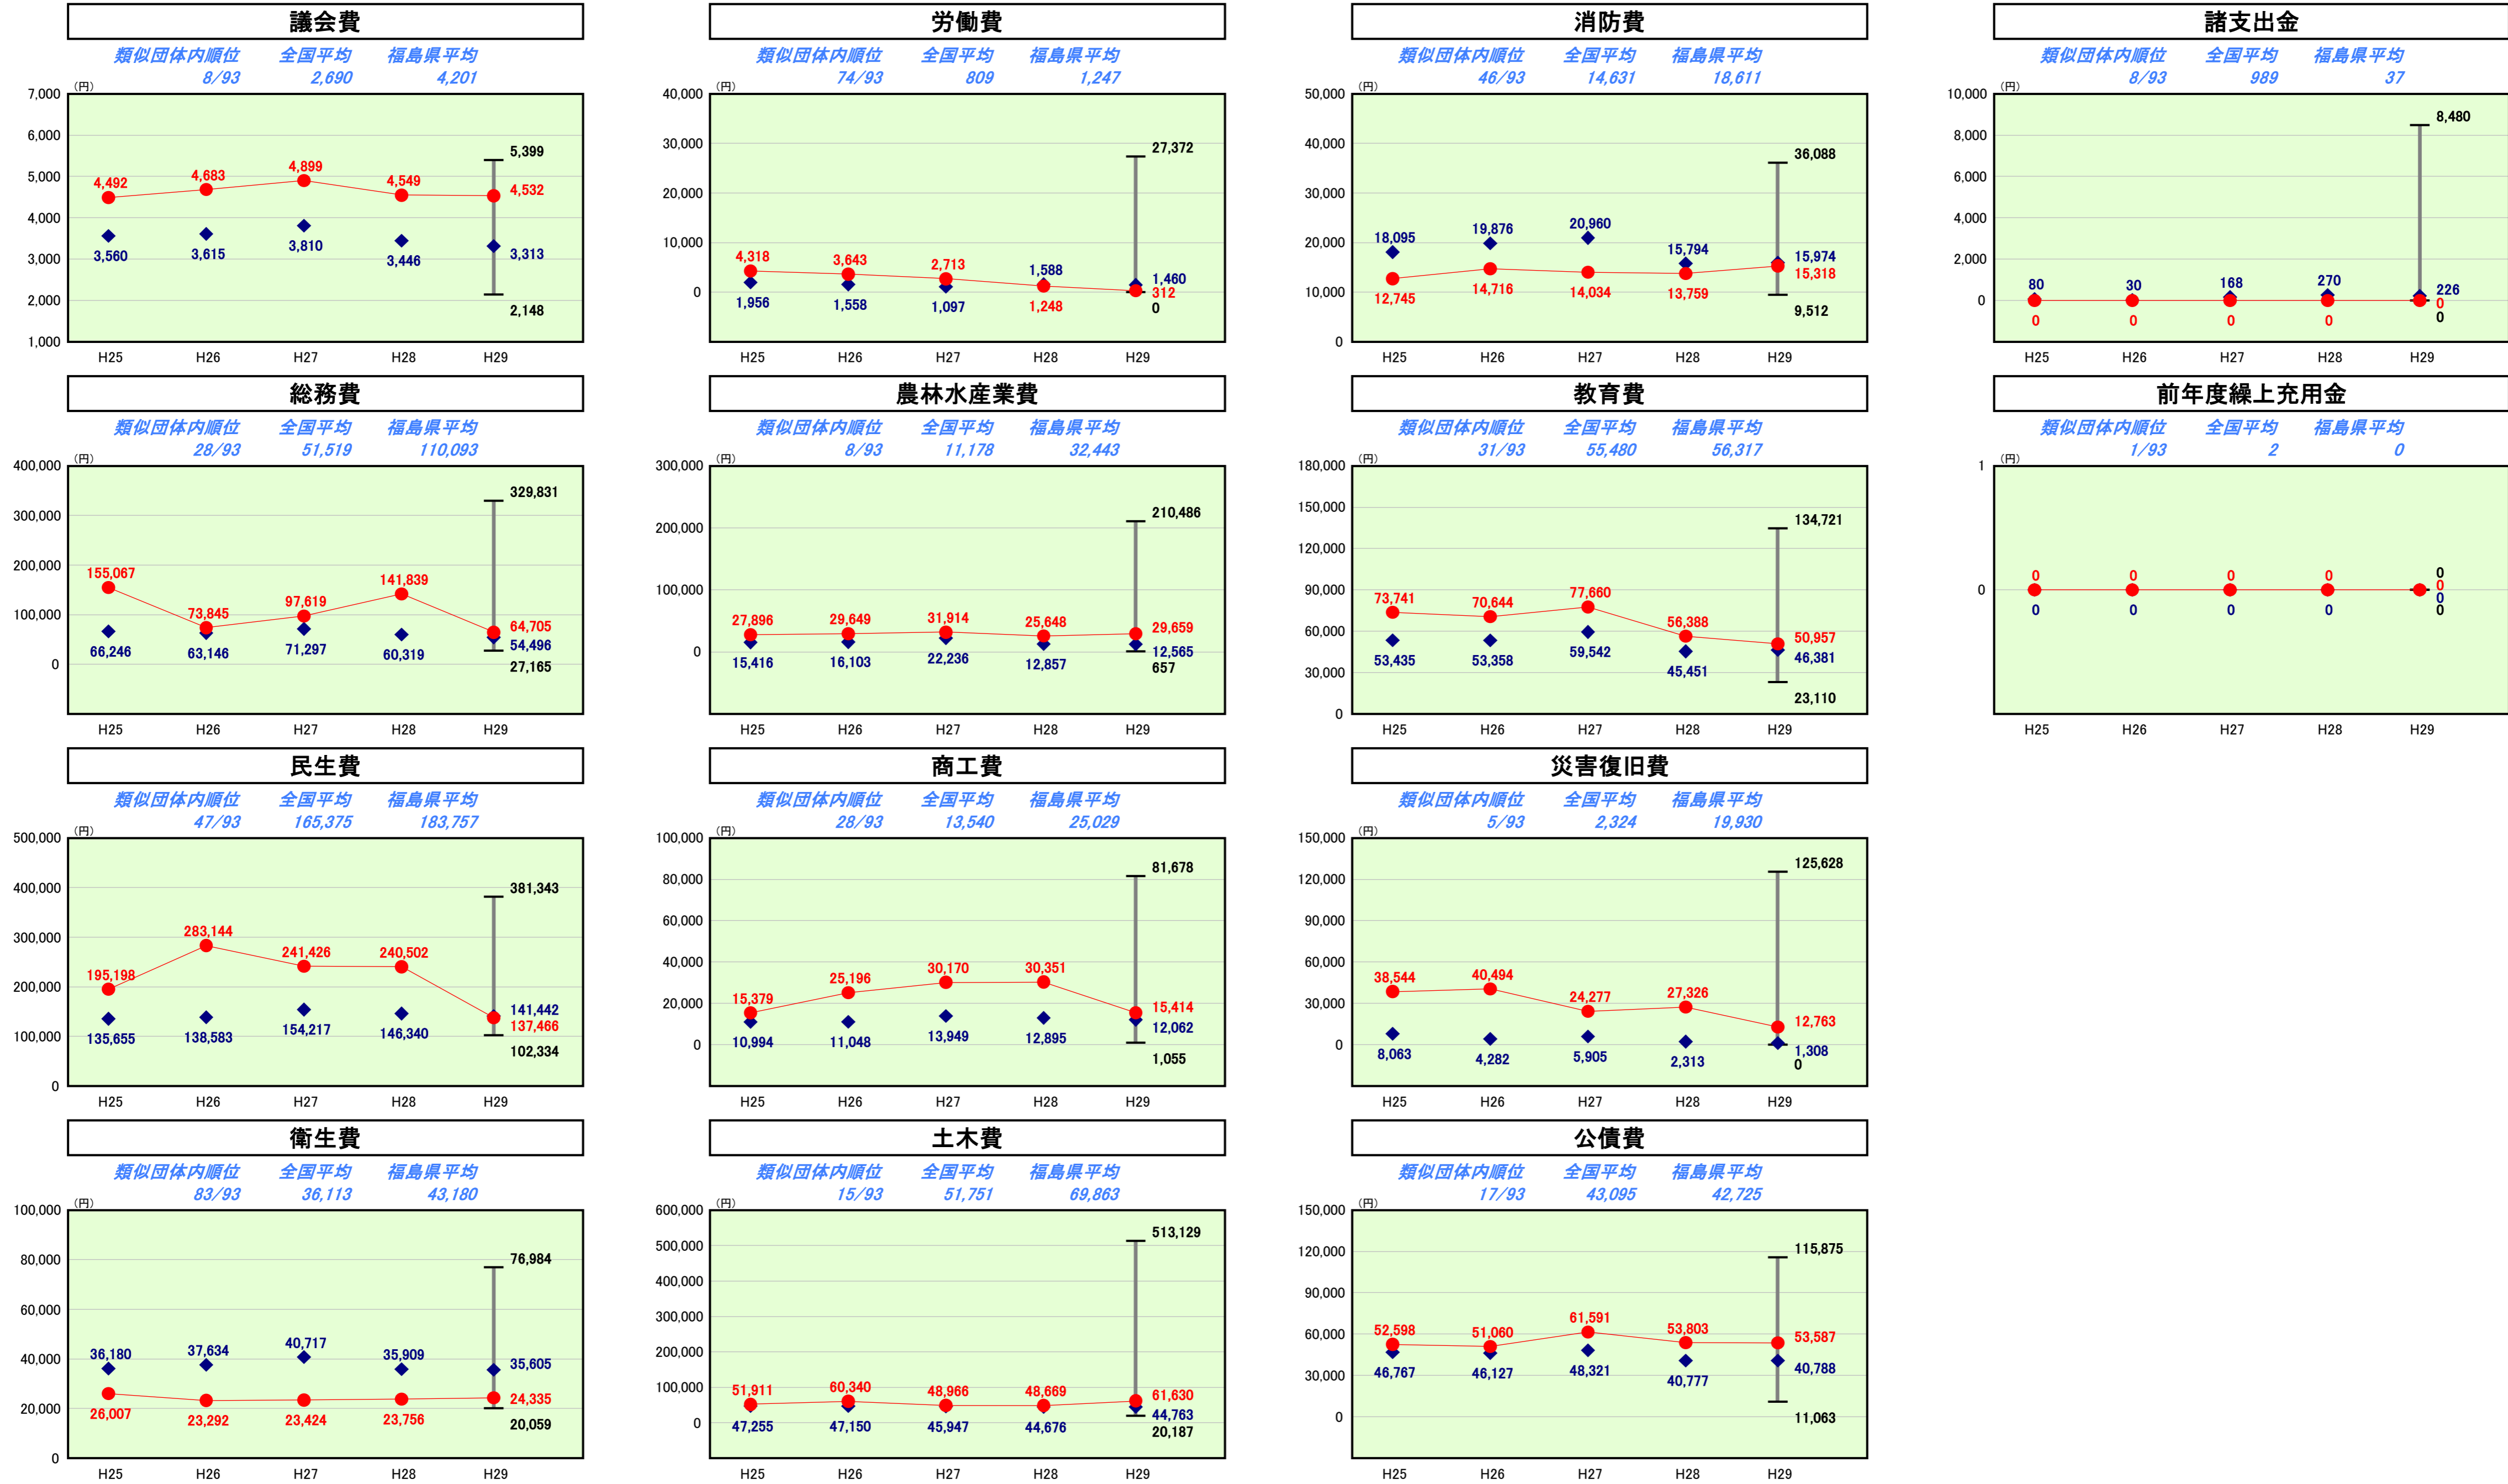 議会費
類似団体内順位 全国平均 福島県平均
8/93 2,690 4,201
(円)
7,000
6,000
5,000
4,000
3,000
2,000
1,000
4,492 4,683 4,899 4,549 4,532
3,560 3,615 3,810 3,446 3,313
5,399
2,148
H25 H26 H27 H28 H29
労働費
類似団体内順位 全国平均 福島県平均
74/93 809 1,247
(円)
40,000
30,000
20,000
10,000
0
4,318 3,643 2,713 1,248 312
1,956 1,558 1,097 1,588 1,460
27,372
0
H25 H26 H27 H28 H29
消防費
類似団体内順位 全国平均 福島県平均
46/93 14,631 18,611
(円)
50,000
40,000
30,000
20,000
10,000
0
18,095 19,876 20,960 15,794 15,974
12,745 14,716 14,034 13,759 15,318
36,088
9,512
H25 H26 H27 H28 H29
諸支出金
類似団体内順位 全国平均 福島県平均
8/93 989 37
(円)
10,000
8,000
6,000
4,000
2,000
0
80 30 168 270 226
0 0 0 0 0
8,480
0
H25 H26 H27 H28 H29
総務費
類似団体内順位 全国平均 福島県平均
28/93 51,519 110,093
(円)
400,000
300,000
200,000
100,000
0
155,067 73,845 97,619 141,839 64,705
66,246 63,146 71,297 60,319 54,496
329,831
27,165
H25 H26 H27 H28 H29
農林水産業費
類似団体内順位 全国平均 福島県平均
8/93 11,178 32,443
(円)
300,000
200,000
100,000
0
27,896 29,649 31,914 25,648 29,659
15,416 16,103 22,236 12,857 12,565
210,486
657
H25 H26 H27 H28 H29
教育費
類似団体内順位 全国平均 福島県平均
31/93 55,480 56,317
(円)
180,000
150,000
120,000
90,000
60,000
30,000
0
73,741 70,644 77,660 56,388 50,957
53,435 53,358 59,542 45,451 46,381
134,721
23,110
H25 H26 H27 H28 H29
前年度繰上充用金
類似団体内順位 全国平均 福島県平均
1/93 2 0
(円)
1
0
0 0 0 0 0
0 0 0 0 0
0
0
H25 H26 H27 H28 H29
民生費
類似団体内順位 全国平均 福島県平均
47/93 165,375 183,757
(円)
500,000
400,000
300,000
200,000
100,000
0
195,198 283,144 241,426 240,502 137,466
135,655 138,583 154,217 146,340 141,442
381,343
102,334
H25 H26 H27 H28 H29
商工費
類似団体内順位 全国平均 福島県平均
28/93 13,540 25,029
(円)
100,000
80,000
60,000
40,000
20,000
0
15,379 25,196 30,170 30,351 15,414
10,994 11,048 13,949 12,895 12,062
81,678
1,055
H25 H26 H27 H28 H29
災害復旧費
類似団体内順位 全国平均 福島県平均
5/93 2,324 19,930
(円)
150,000
120,000
90,000
60,000
30,000
0
38,544 40,494 24,277 27,326 12,763
8,063 4,282 5,905 2,313 1,308
125,628
0
H25 H26 H27 H28 H29
衛生費
類似団体内順位 全国平均 福島県平均
83/93 36,113 43,180
(円)
100,000
80,000
60,000
40,000
20,000
0
36,180 37,634 40,717 35,909 35,605
26,007 23,292 23,424 23,756 24,335
76,984
20,059
H25 H26 H27 H28 H29
土木費
類似団体内順位 全国平均 福島県平均
15/93 51,751 69,863
(円)
600,000
500,000
400,000
300,000
200,000
100,000
0
51,911 60,340 48,966 48,669 61,630
47,255 47,150 45,947 44,676 44,763
513,129
20,187
H25 H26 H27 H28 H29
公債費
類似団体内順位 全国平均 福島県平均
17/93 43,095 42,725
(円)
150,000
120,000
90,000
60,000
30,000
0
52,598 51,060 61,591 53,803 53,587
46,767 46,127 48,321 40,777 40,788
115,875
11,063
H25 H26 H27 H28 H29